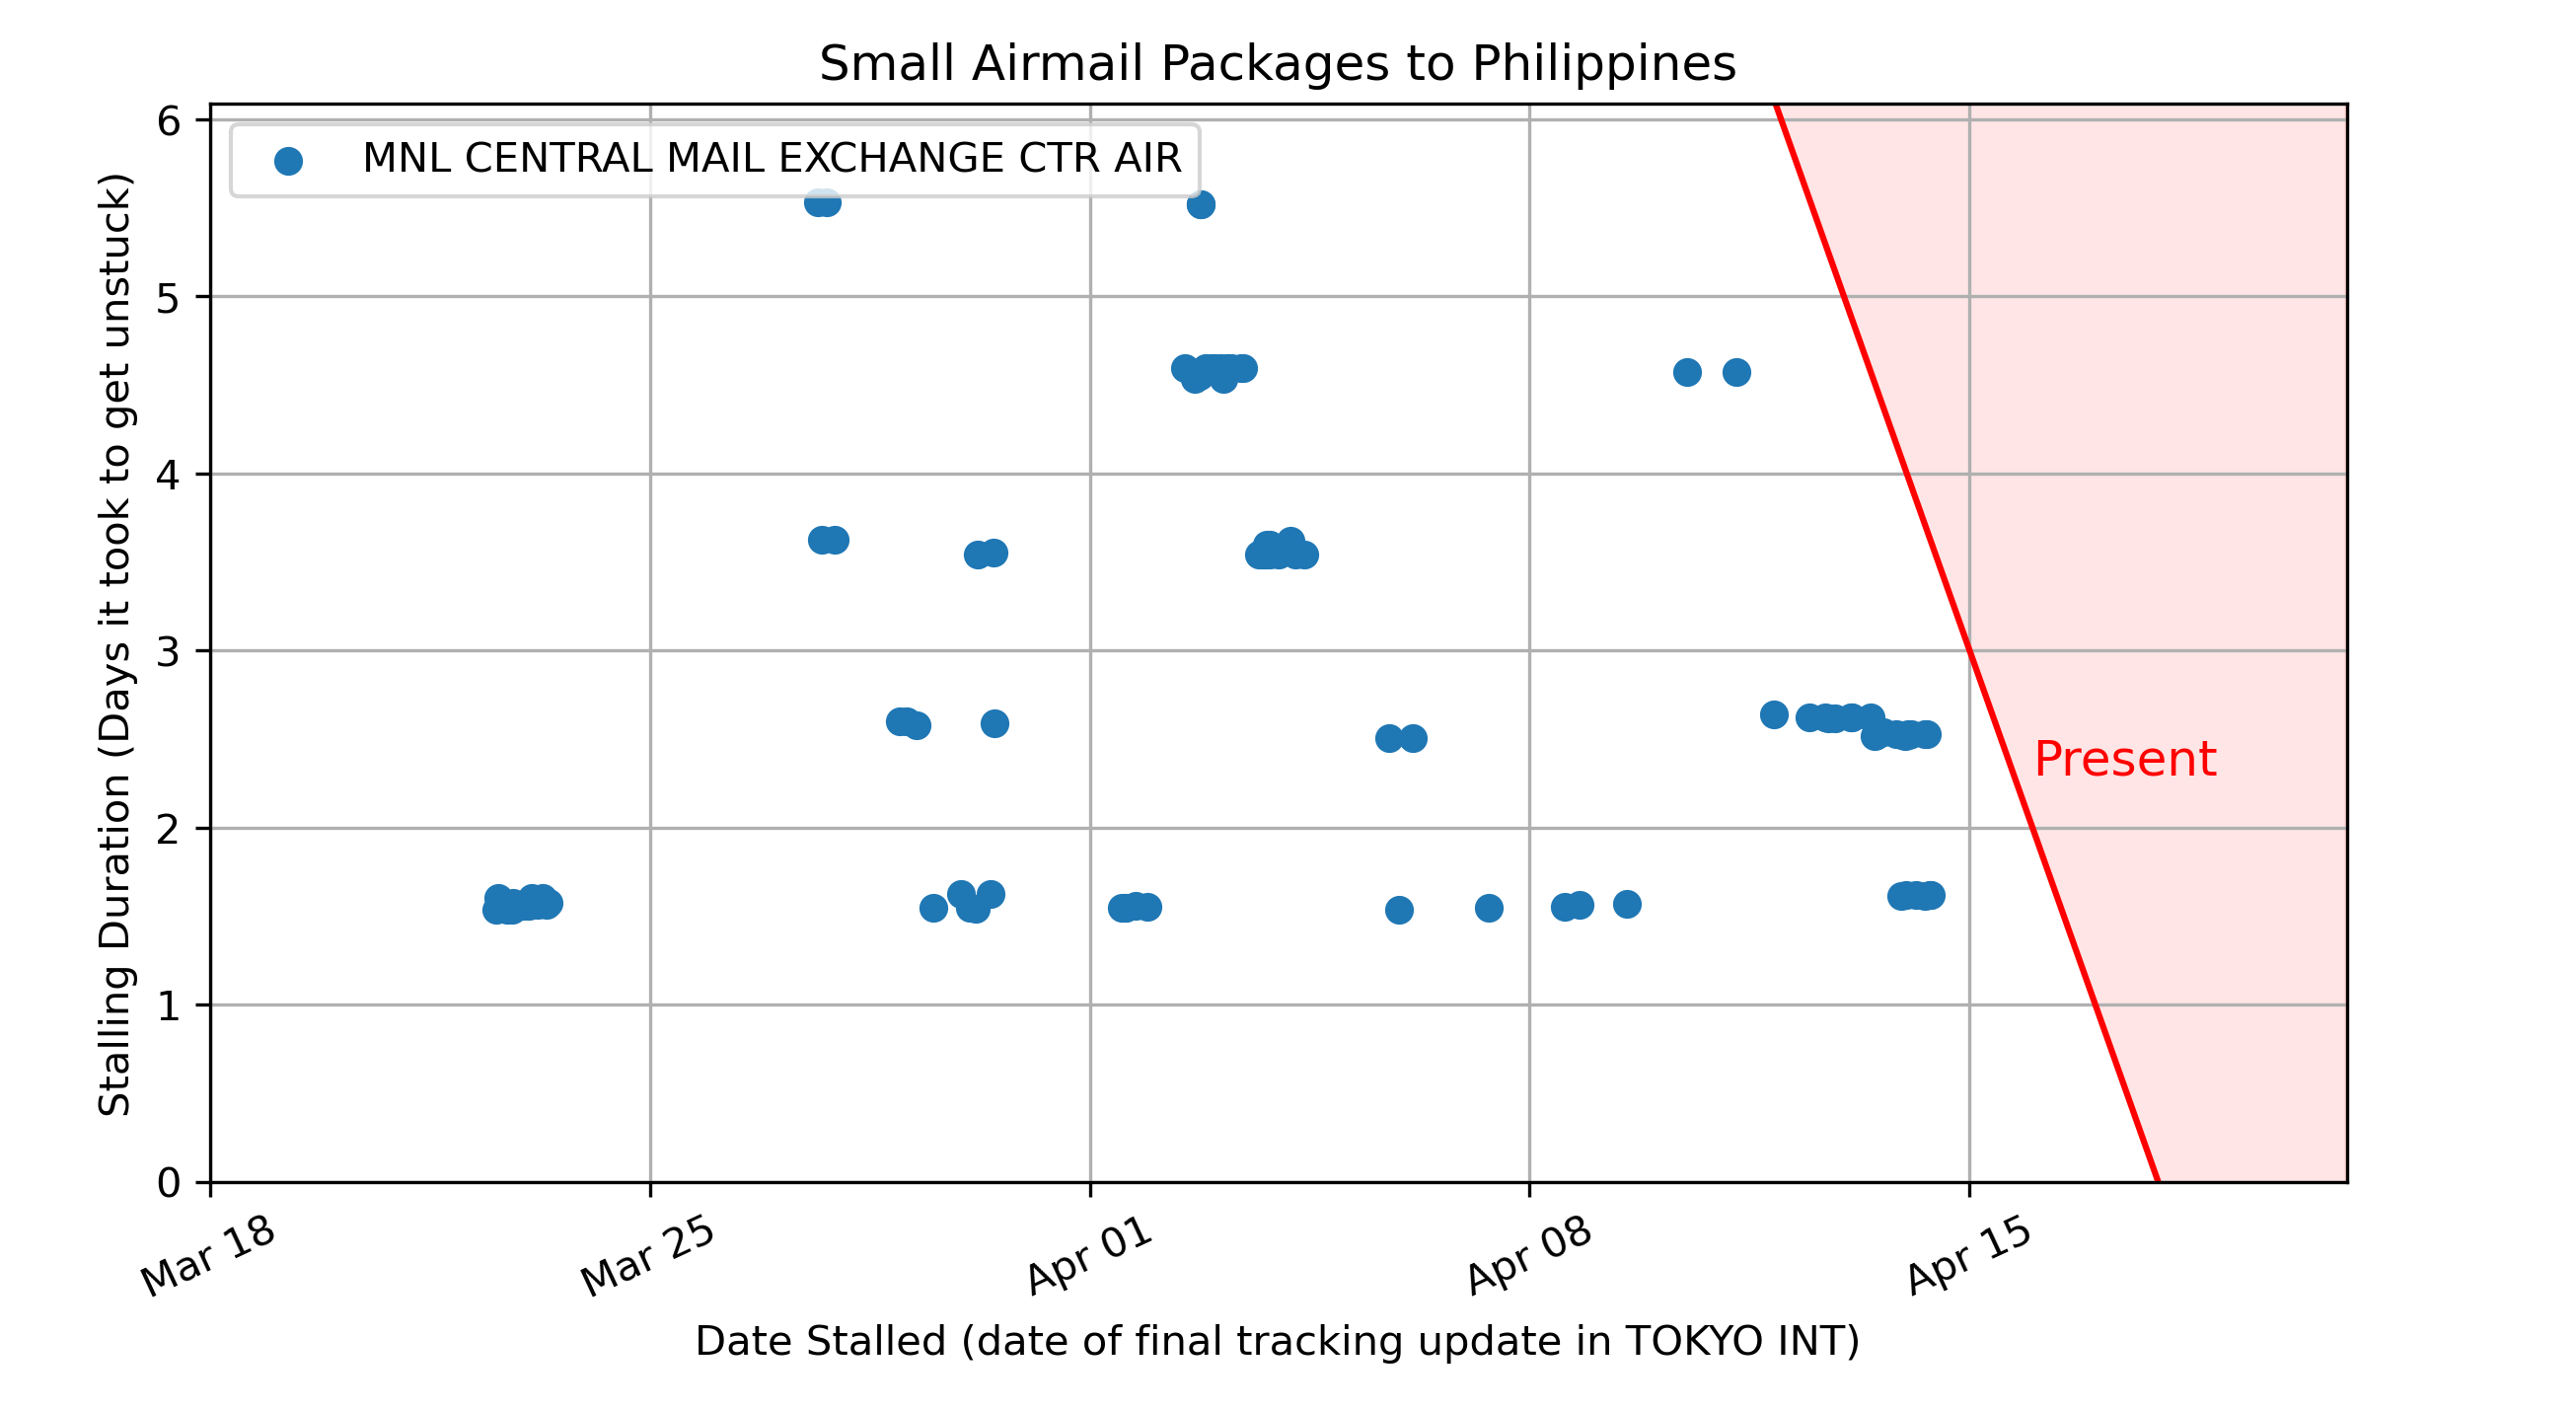 Small Airmail Packages to Philippines
MNL CENTRAL MAIL EXCHANGE CTR AIR
Stalling Duration (Days it took to get unstuck)
6
5
4
3
2
1
0
Present
Mar 18
Mar 25
Apr 01
Apr 08
Apr 15
Date Stalled (date of final tracking update in TOKYO INT)